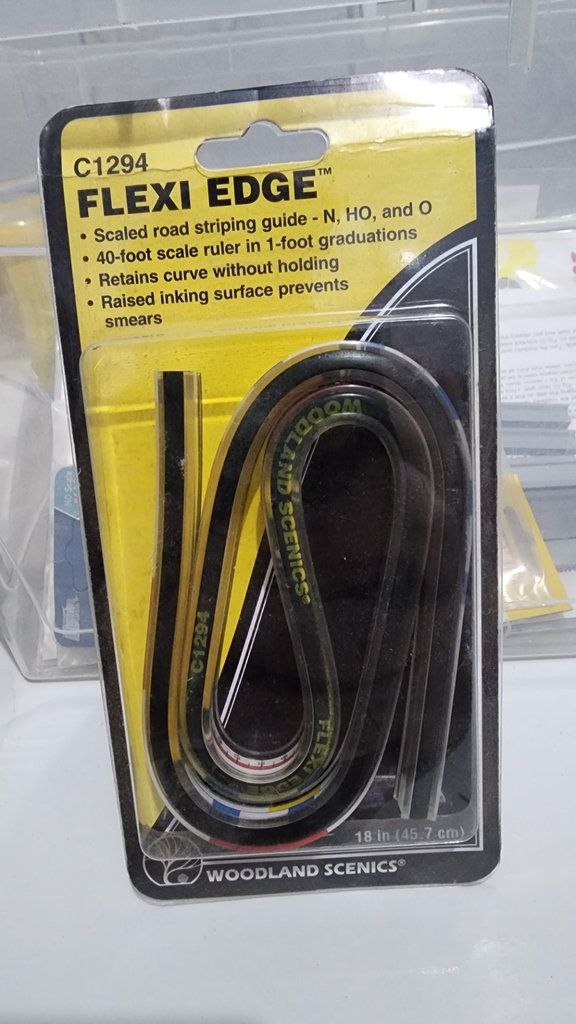 C1294
FLEXI EDGE™
• Scaled road striping guide - N, HO, and O
• 40-foot scale ruler in 1-foot graduations
• Retains curve without holding
• Raised inking surface prevents
smears
WOODLAND SCENICS®
C1294
FLEXI EDGE
18 in (45.7 cm)
WOODLAND SCENICS®